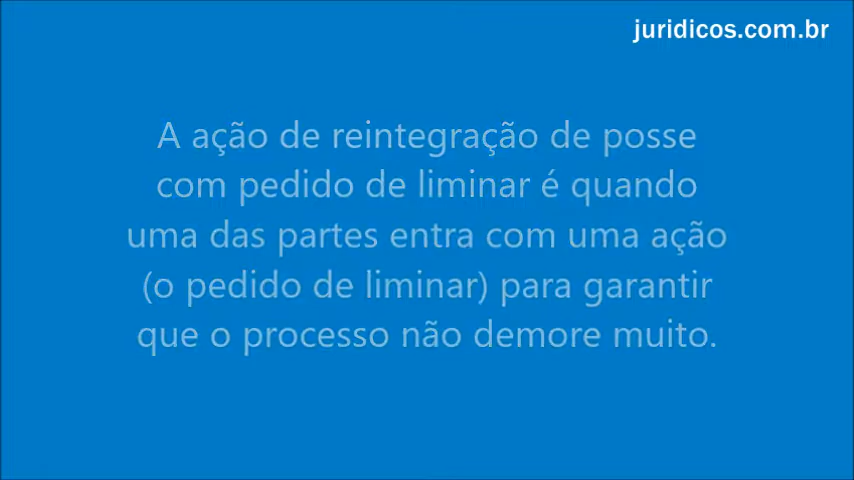 juridicos.com.br
A ação de reintegração de posse
com pedido de liminar é quando
uma das partes entra com uma ação
(o pedido de liminar) para garantir
que o processo não demore muito.